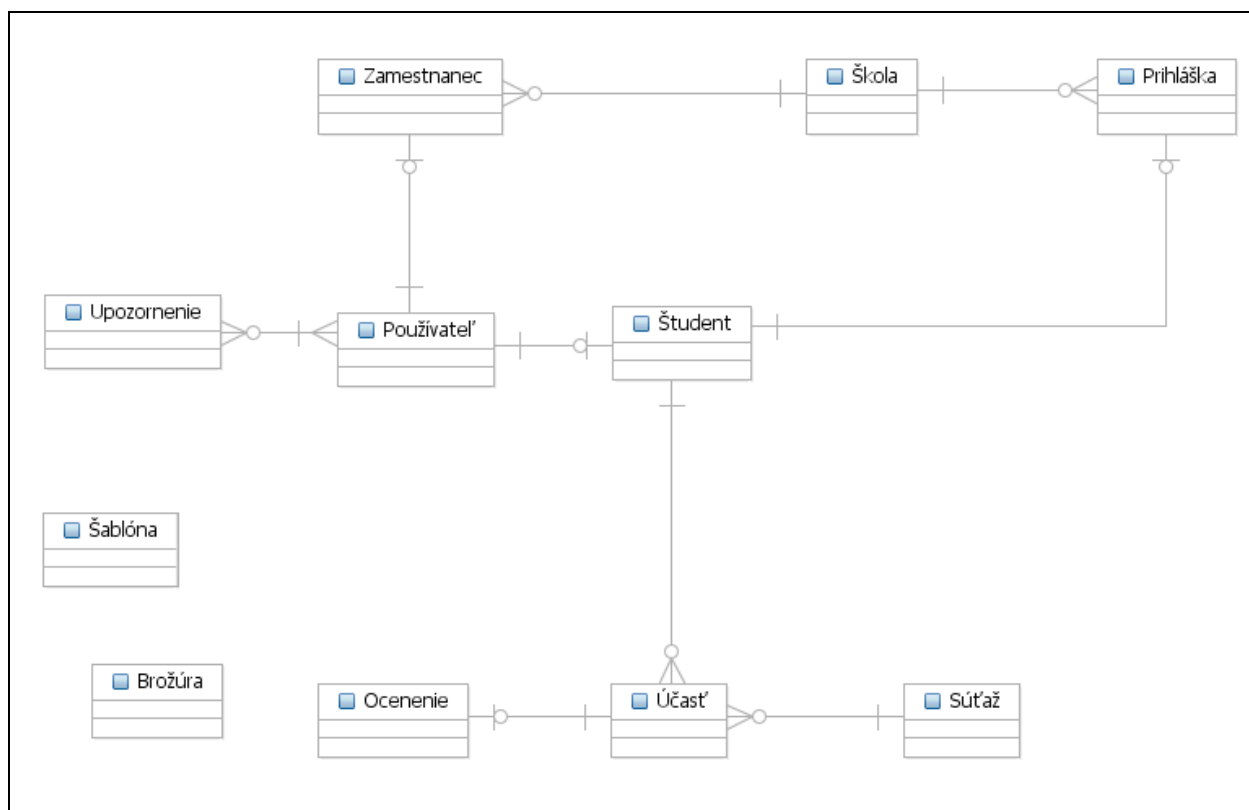 Zamestnanec
Škola
Prihláška
Upozornenie
Používateľ
Študent
Šablóna
Brožúra
Ocenenie
Účasť
Súťaž